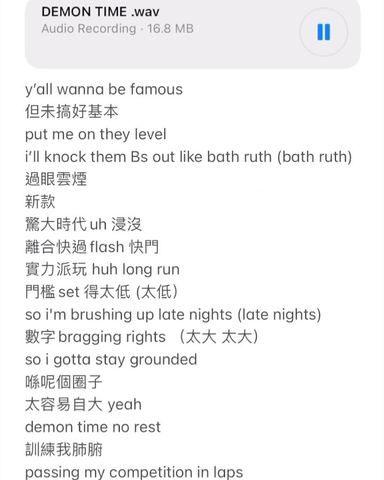 DEMON TIME .wav
Audio Recording · 16.8 MB
y'all wanna be famous
但未搞好基本
put me on they level
i'll knock them Bs out like bath ruth (bath ruth)
過眼雲煙
新款
驚大時代 uh 浸沒
離合快過 flash 快門
實力派玩 huh long run
門檻 set 得太低 (太低)
so i'm brushing up late nights (late nights)
數字 bragging rights （太大 太大）
so i gotta stay grounded
喺呢個圈子
太容易自大 yeah
demon time no rest
訓練我肺腑
passing my competition in laps